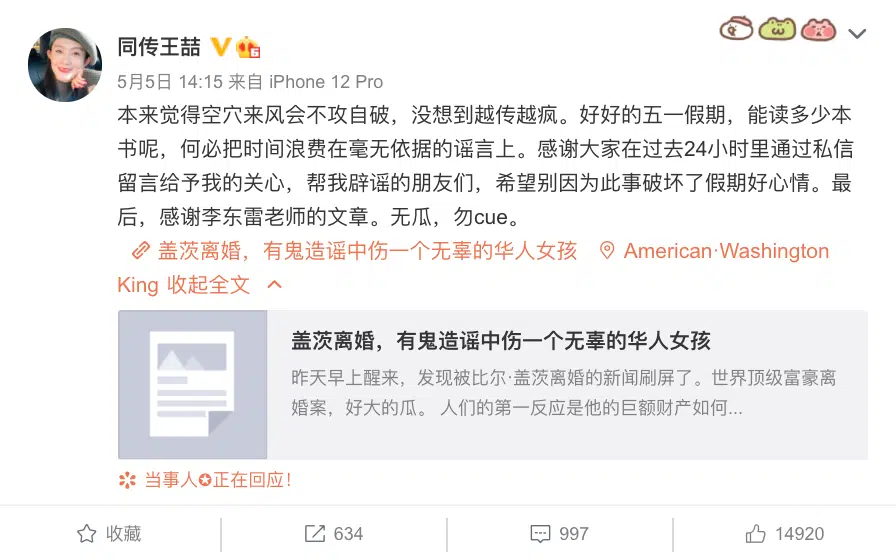 同传王喆
5月5日 14:15 来自 iPhone 12 Pro
本来觉得空穴来风会不攻自破，没想到越传越疯。好好的五一假期，能读多少本
书呢，何必把时间浪费在毫无依据的谣言上。感谢大家在过去24小时里通过私信
留言给予我的关心，帮我辟谣的朋友们，希望别因为此事破坏了假期好心情。最
后，感谢李东雷老师的文章。无瓜，勿cue。
盖茨离婚，有鬼造谣中伤一个无辜的华人女孩 American·Washington
King 收起全文
盖茨离婚，有鬼造谣中伤一个无辜的华人女孩
昨天早上醒来，发现被比尔·盖茨离婚的新闻刷屏了。世界顶级富豪离
婚案，好大的瓜。 人们的第一反应是他的巨额财产如何...
当事人✪正在回应！
收藏 634 997 14920